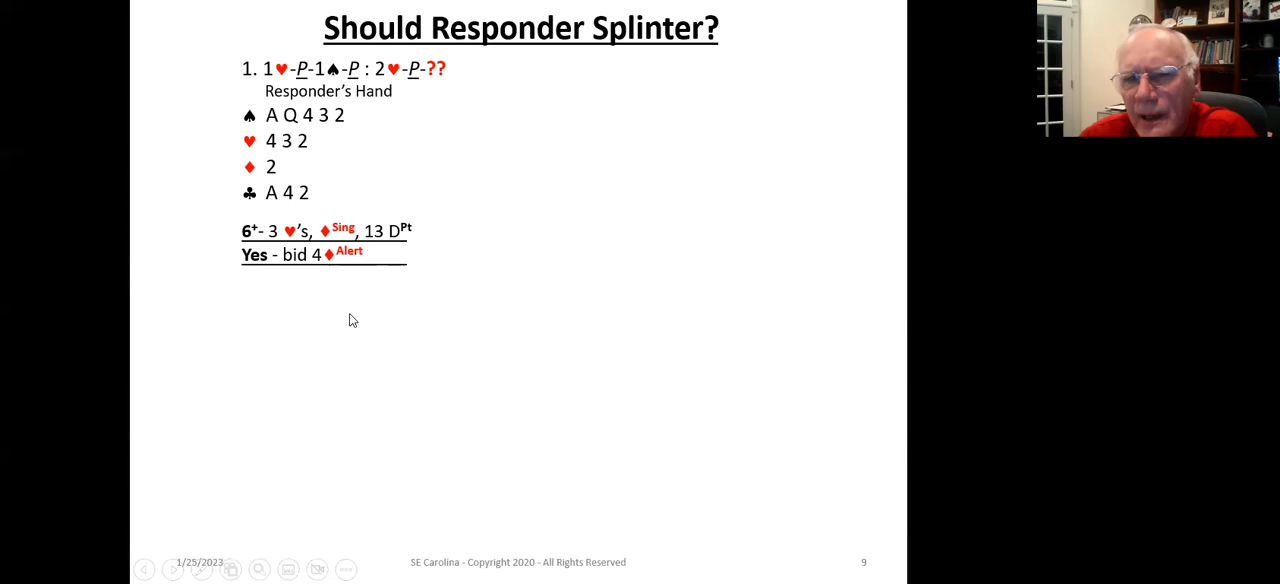 Should Responder Splinter?
1. 1♥-P-1♠-P : 2♥-P-??
Responder's Hand
♠ A Q 4 3 2
♥ 4 3 2
♦ 2
♣ A 4 2
6+- 3 ♥'s, ♦Sing, 13 DPt
Yes - bid 4♦Alert
1/25/2023
SE Carolina - Copyright 2020 - All Rights Reserved
9